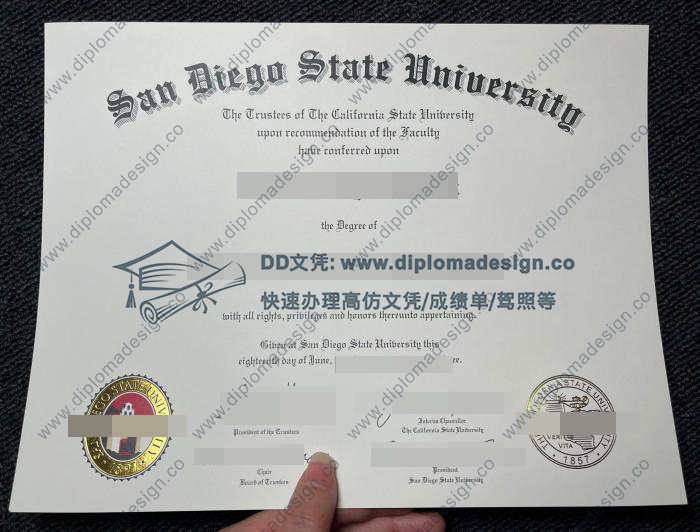 San Diego State University
The Trustees of The California State University
upon recommendation of the Faculty
have conferred upon
the Degree of
DD文凭: www.diplomadesign.co
快速办理高仿文凭/成绩单/驾照等
with all rights, privileges and honors thereunto appertaining.
Given at San Diego State University this
eighteenth day of June,
President of the Trustees
Interim Chancellor
The California State University
Chair
Board of Trustees
President
San Diego State University
VERITAS
VITA
1857
www.diplomadesign.co